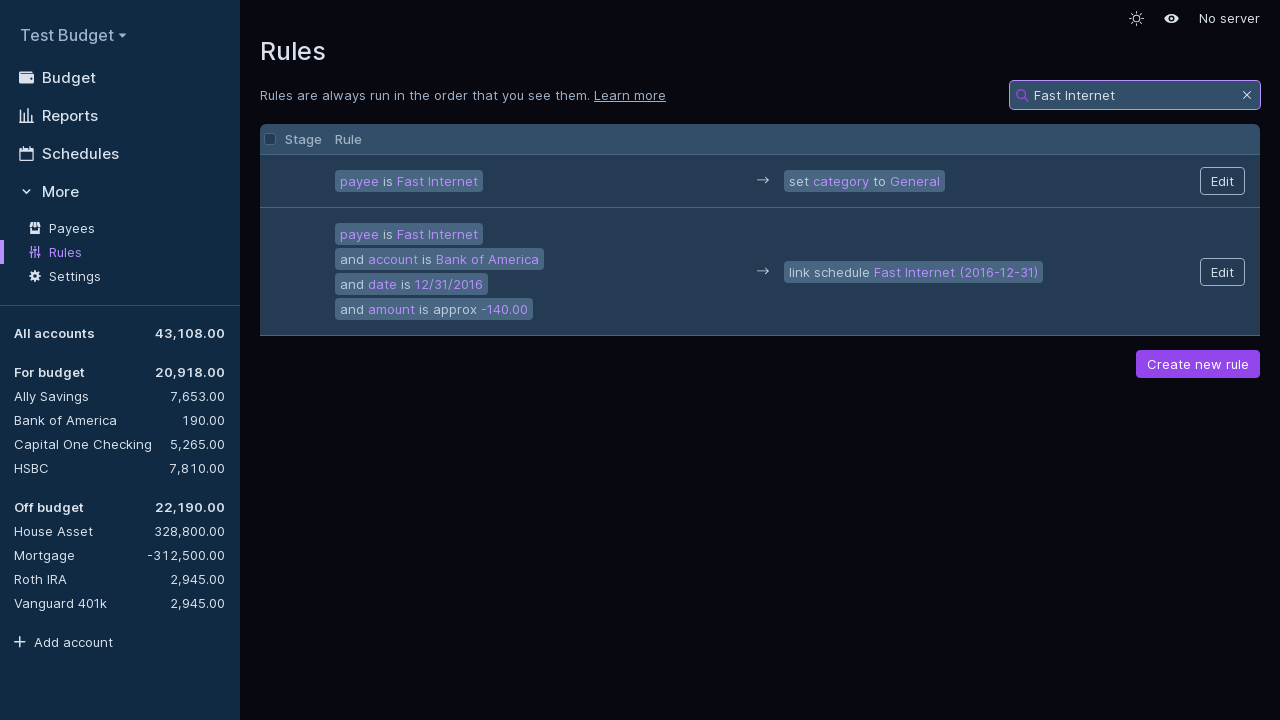 Test Budget
Budget
Reports
Schedules
More
Payees
Rules
Settings
All accounts 43,108.00
For budget 20,918.00
Ally Savings 7,653.00
Bank of America 190.00
Capital One Checking 5,265.00
HSBC 7,810.00
Off budget 22,190.00
House Asset 328,800.00
Mortgage -312,500.00
Roth IRA 2,945.00
Vanguard 401k 2,945.00
Add account
No server
Rules
Rules are always run in the order that you see them. Learn more
Fast Internet
Stage Rule
payee is Fast Internet → set category to General Edit
payee is Fast Internet
and account is Bank of America
and date is 12/31/2016
and amount is approx -140.00
→ link schedule Fast Internet (2016-12-31) Edit
Create new rule